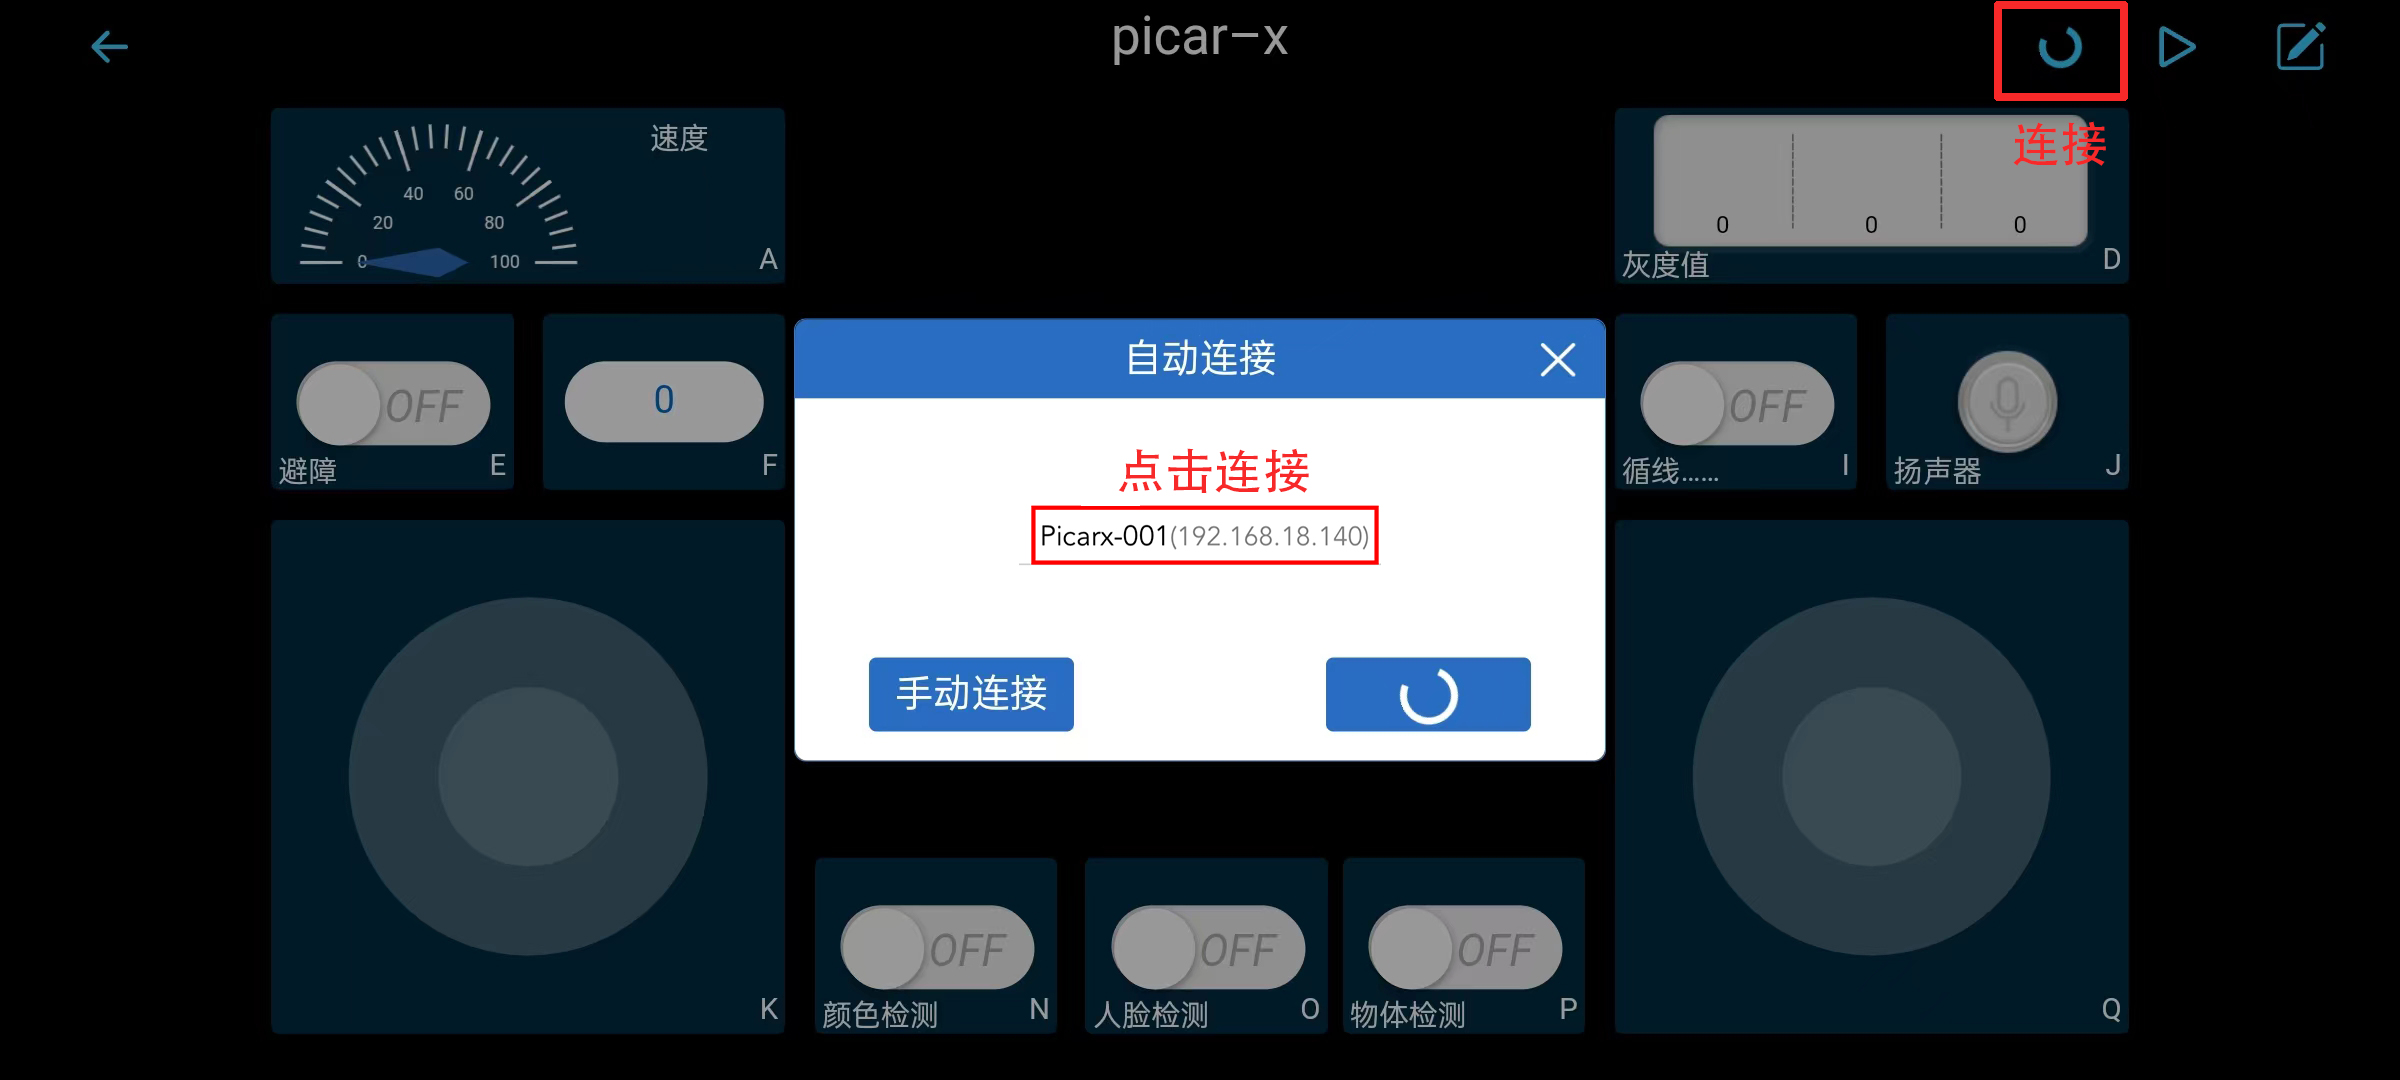 picar-x
连接
速度
0
20
40
60
80
100
A
0
0
0
灰度值
D
OFF
避障
E
0
F
自动连接
点击连接
Picarx-001(192.168.18.140)
手动连接
OFF
循线......
I
扬声器
J
K
OFF
颜色检测
N
OFF
人脸检测
O
OFF
物体检测
P
Q